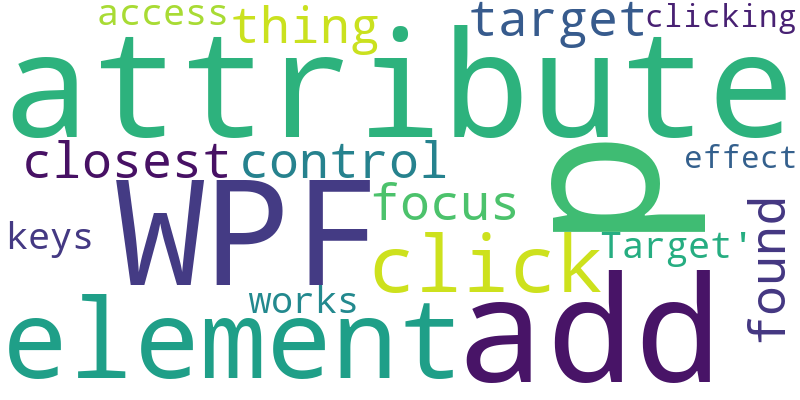 access
thing
target
clicking
attribute
closest
control
d
effect
WPF
focus
keys
found
click
Target'
works
element
add